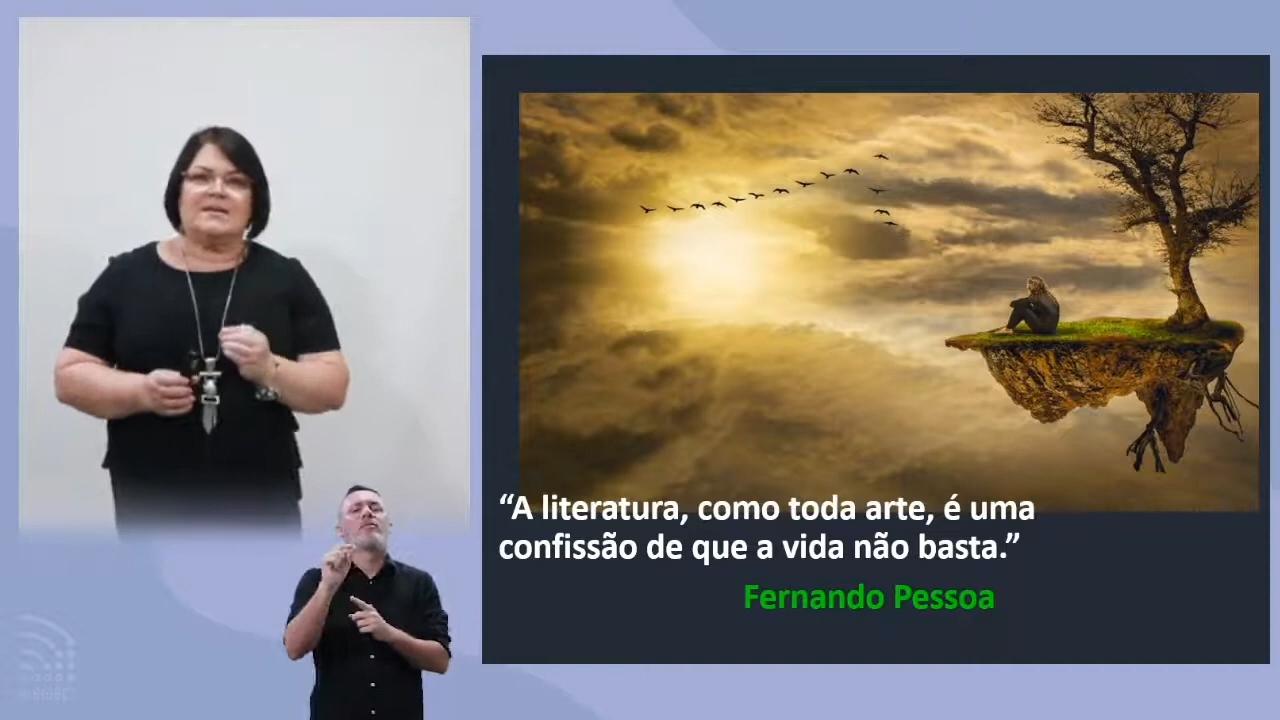 “A literatura, como toda arte, é uma
confissão de que a vida não basta.”
Fernando Pessoa